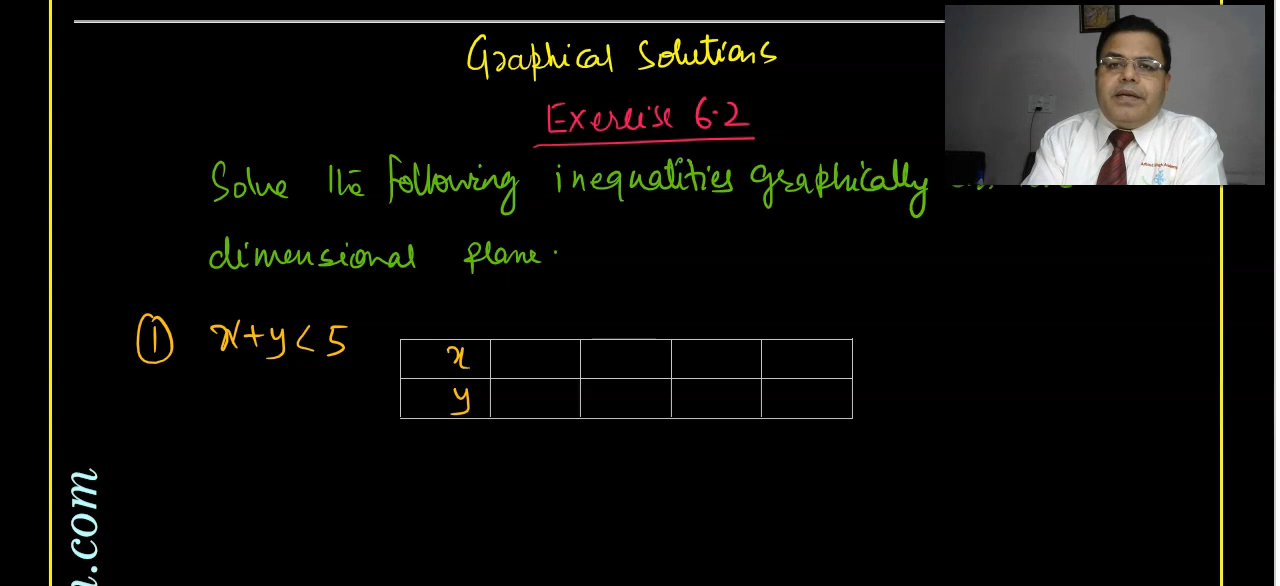 Graphical Solutions
Exercise 6.2
Solve the following inequalities graphically
dimensional plane.
① x+y<5
x
y
.com